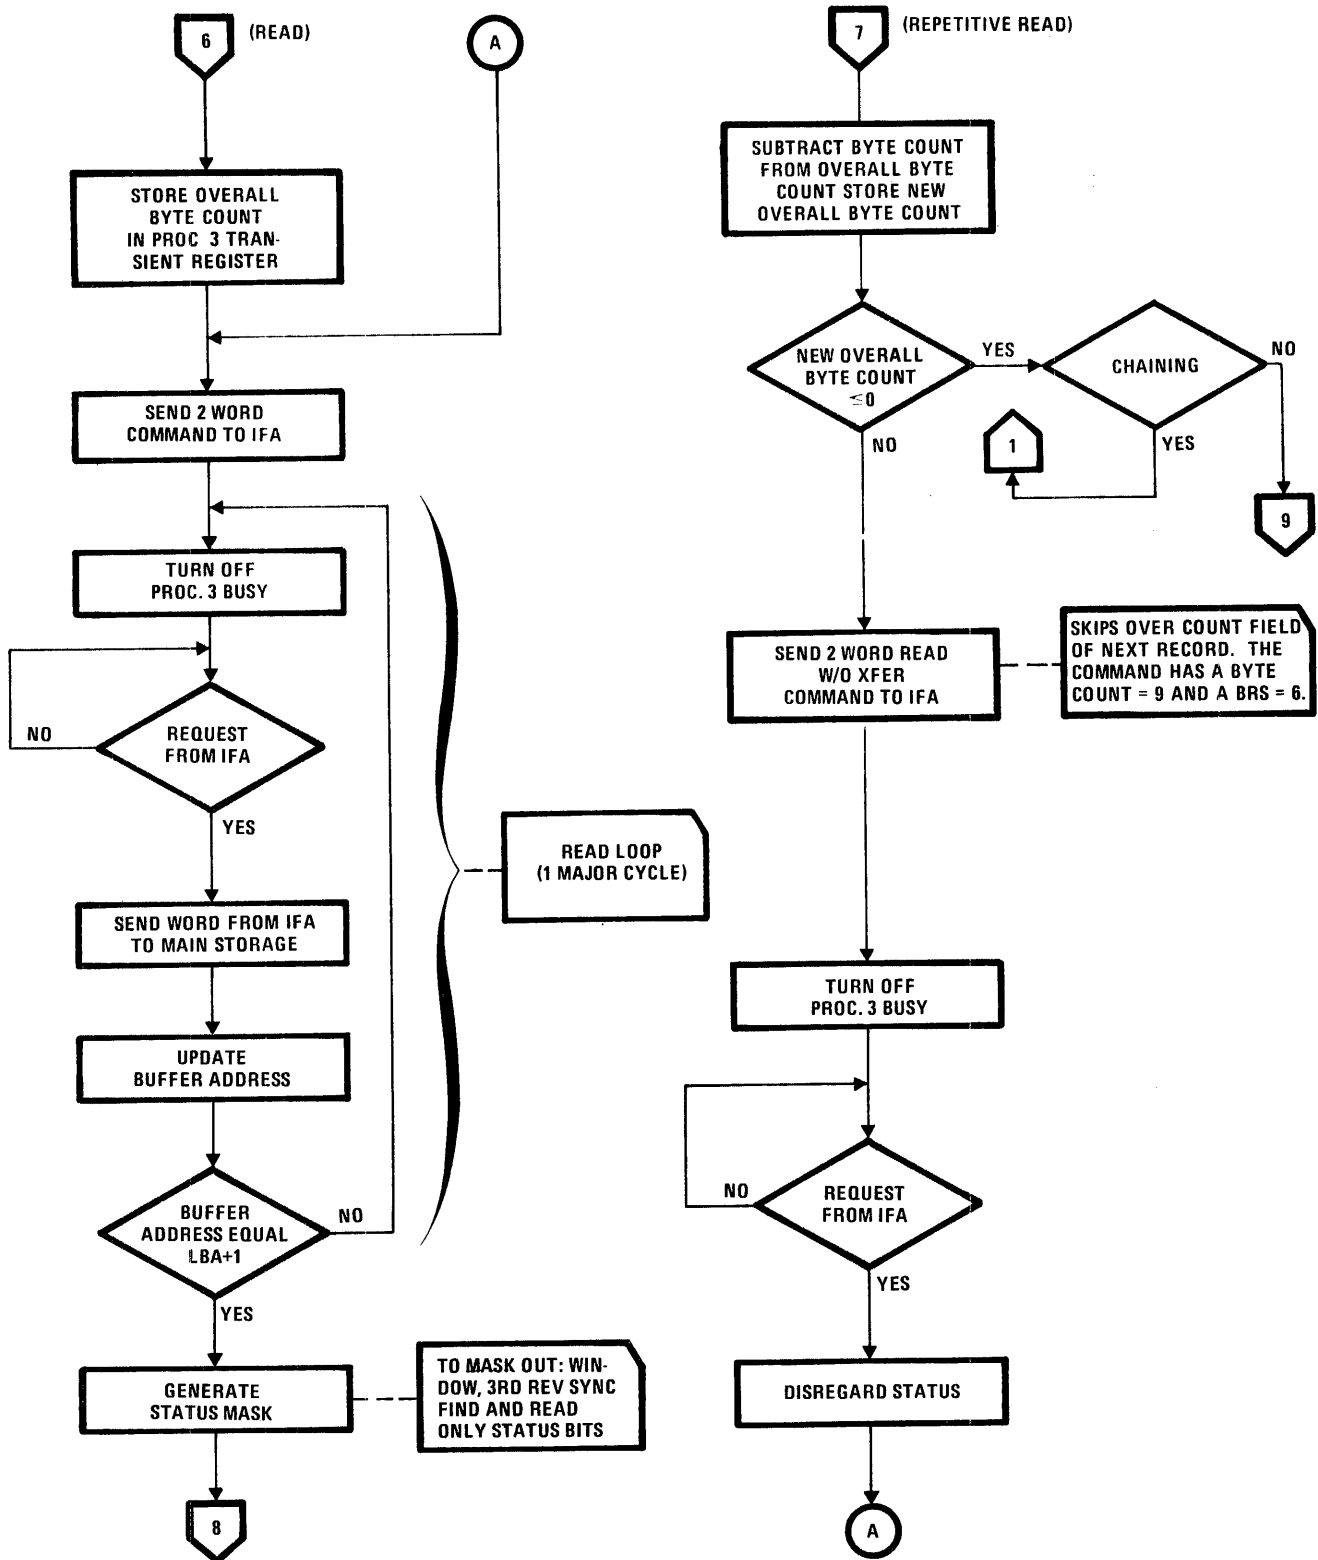 6
(READ)
A
STORE OVERALL
BYTE COUNT
IN PROC 3 TRAN-
SIENT REGISTER
SEND 2 WORD
COMMAND TO IFA
TURN OFF
PROC. 3 BUSY
REQUEST
FROM IFA
NO
YES
SEND WORD FROM IFA
TO MAIN STORAGE
UPDATE
BUFFER ADDRESS
BUFFER
ADDRESS EQUAL
LBA+1
NO
YES
GENERATE
STATUS MASK
TO MASK OUT: WIN-
DOW, 3RD REV SYNC
FIND AND READ
ONLY STATUS BITS
8
READ LOOP
(1 MAJOR CYCLE)
7
(REPETITIVE READ)
SUBTRACT BYTE COUNT
FROM OVERALL BYTE
COUNT STORE NEW
OVERALL BYTE COUNT
NEW OVERALL
BYTE COUNT
≤0
YES
NO
CHAINING
NO
YES
1
9
SEND 2 WORD READ
W/O XFER
COMMAND TO IFA
SKIPS OVER COUNT FIELD
OF NEXT RECORD. THE
COMMAND HAS A BYTE
COUNT = 9 AND A BRS = 6.
TURN OFF
PROC. 3 BUSY
REQUEST
FROM IFA
NO
YES
DISREGARD STATUS
A